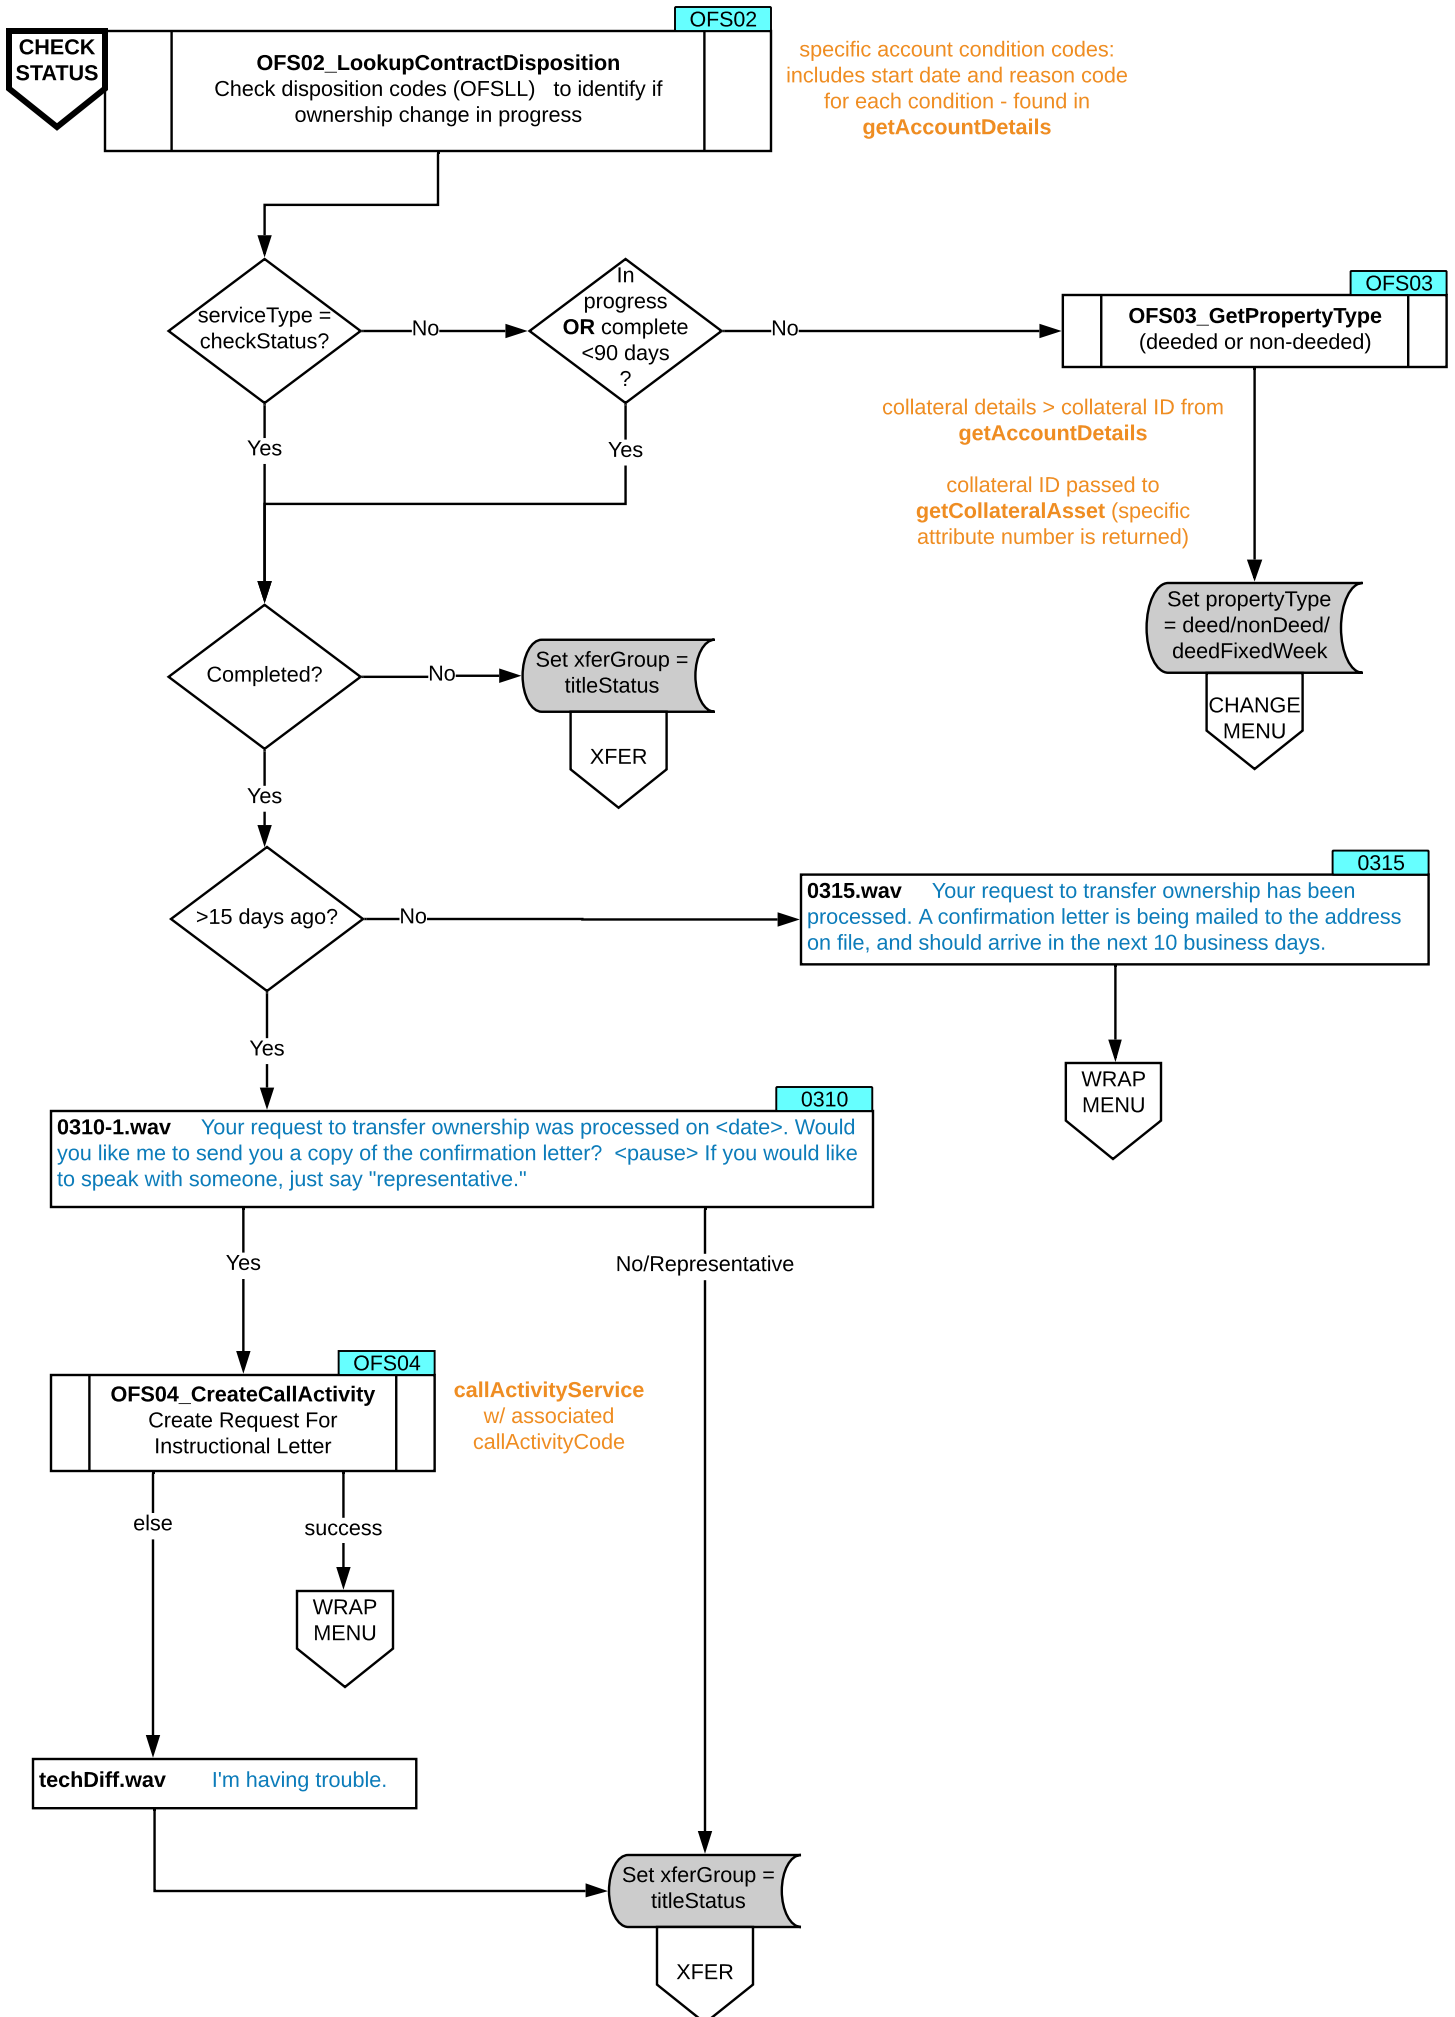 OFS02
CHECK
STATUS
OFS02_LookupContractDisposition
Check disposition codes (OFSLL)   to identify if
ownership change in progress
specific account condition codes:
includes start date and reason code
for each condition - found in
getAccountDetails
serviceType =
checkStatus?
No
In
progress
OR complete
<90 days
?
No
OFS03
OFS03_GetPropertyType
(deeded or non-deeded)
Yes
Yes
collateral details > collateral ID from
getAccountDetails
collateral ID passed to
getCollateralAsset (specific
attribute number is returned)
Set propertyType
= deed/nonDeed/
deedFixedWeek
CHANGE
MENU
Completed?
No
Set xferGroup =
titleStatus
XFER
Yes
>15 days ago?
No
0315
0315.wav     Your request to transfer ownership has been
processed. A confirmation letter is being mailed to the address
on file, and should arrive in the next 10 business days.
WRAP
MENU
Yes
0310
0310-1.wav     Your request to transfer ownership was processed on <date>. Would
you like me to send you a copy of the confirmation letter?  <pause> If you would like
to speak with someone, just say "representative."
Yes
No/Representative
OFS04
OFS04_CreateCallActivity
Create Request For
Instructional Letter
callActivityService
w/ associated
callActivityCode
else
success
WRAP
MENU
techDiff.wav     I'm having trouble.
Set xferGroup =
titleStatus
XFER